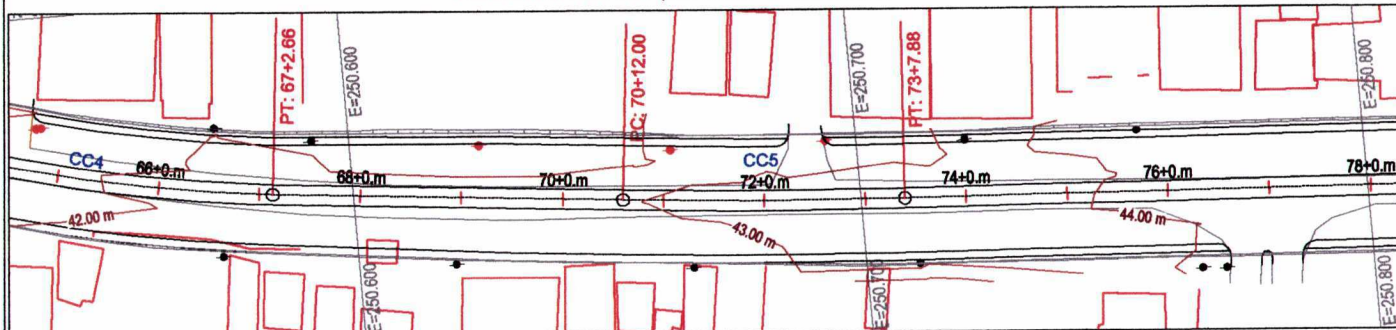 PT: 67+2.66
E=250.600
PC: 70+12.00
E=250.700
PT: 73+7.88
E=250.800
CC4
66+0.m
68+0.m
70+0.m
CC5
72+0.m
74+0.m
76+0.m
78+0.m
42.00 m
43.00 m
44.00 m
E=250.600
E=250.700
E=250.800